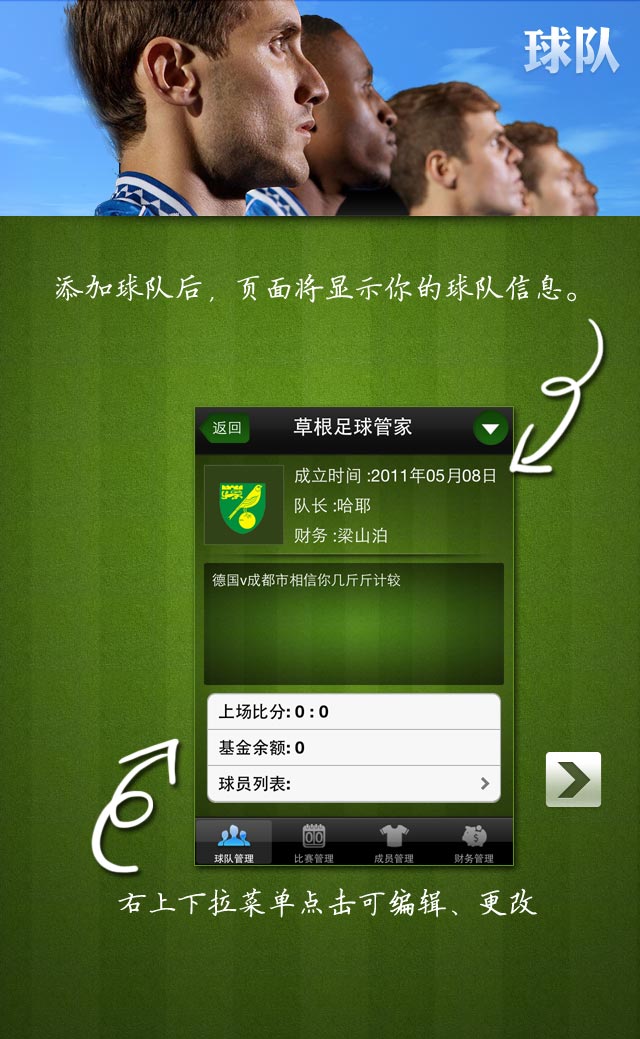 球队
添加球队后，页面将显示你的球队信息。
返回
草根足球管家
成立时间 :2011年05月08日
队长 :哈耶
财务 :梁山泊
德国v成都市相信你几斤斤计较
上场比分: 0 : 0
基金余额: 0
球员列表:
球队管理 比赛管理 成员管理 财务管理
右上下拉菜单点击可编辑、更改